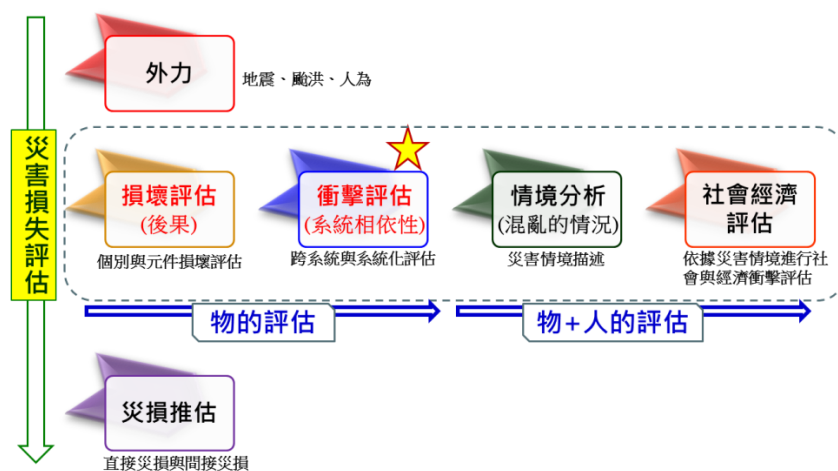 災害損失評估
外力
地震、颱洪、人為
損壞評估
(後果)
個別與元件損壞評估
衝擊評估
(系統相依性)
跨系統與系統化評估
情境分析
(混亂的情況)
災害情境描述
社會經濟
評估
依據災害情境進行社
會與經濟衝擊評估
物的評估
物+人的評估
災損推估
直接災損與間接災損